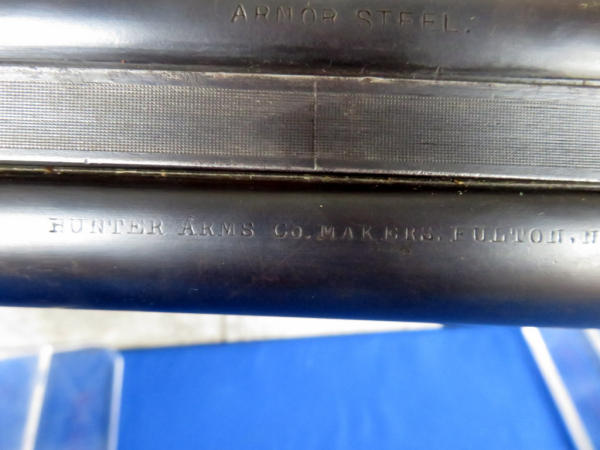 ARMOR STEEL.
HUNTER ARMS CO. MAKERS. FULTON, N